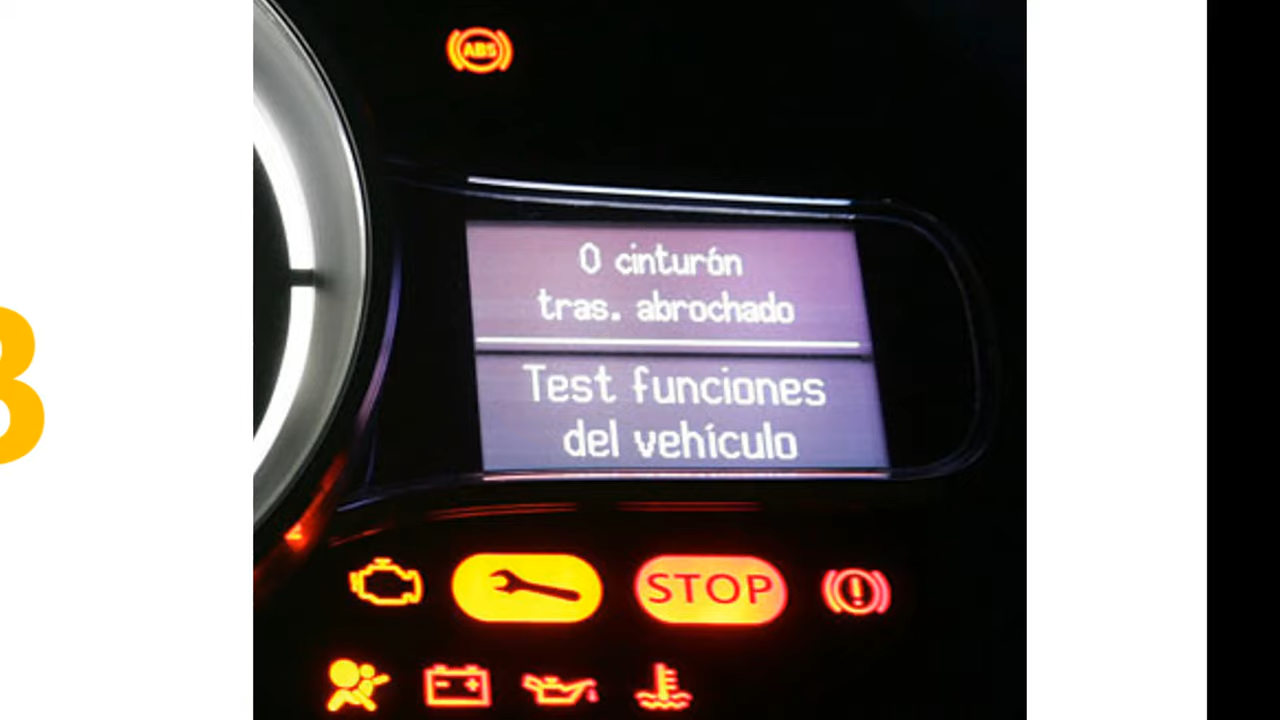 ABS
0 cinturón
tras. abrochado
Test funciones
del vehículo
STOP